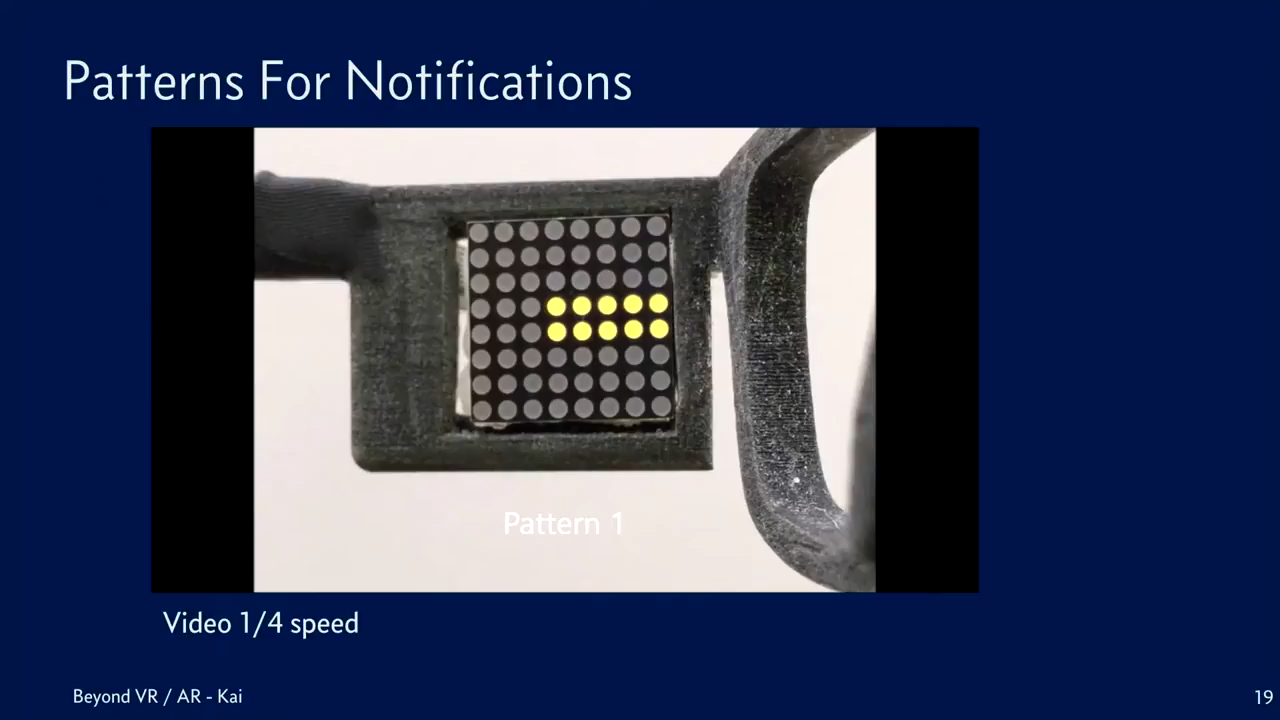 Patterns For Notifications
Pattern 1
Video 1/4 speed
Beyond VR / AR - Kai
19